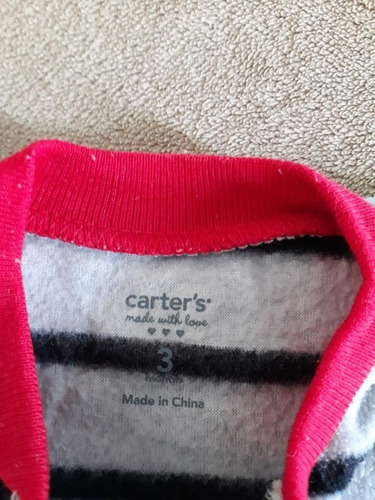 carter's
made with love
3
months
Made in China